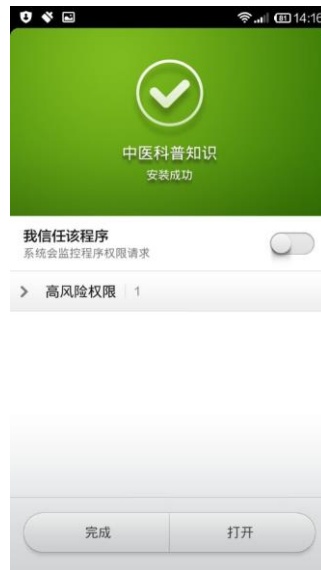 81 14:16
中医科普知识
安装成功
我信任该程序
系统会监控程序权限请求
高风险权限 1
完成 打开